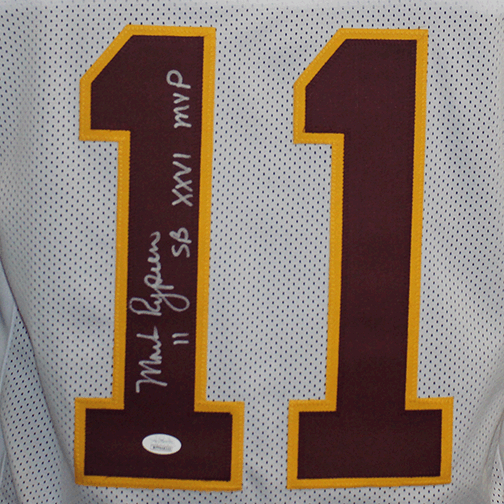 11
Mark Rypien
11
SB XXVI MVP